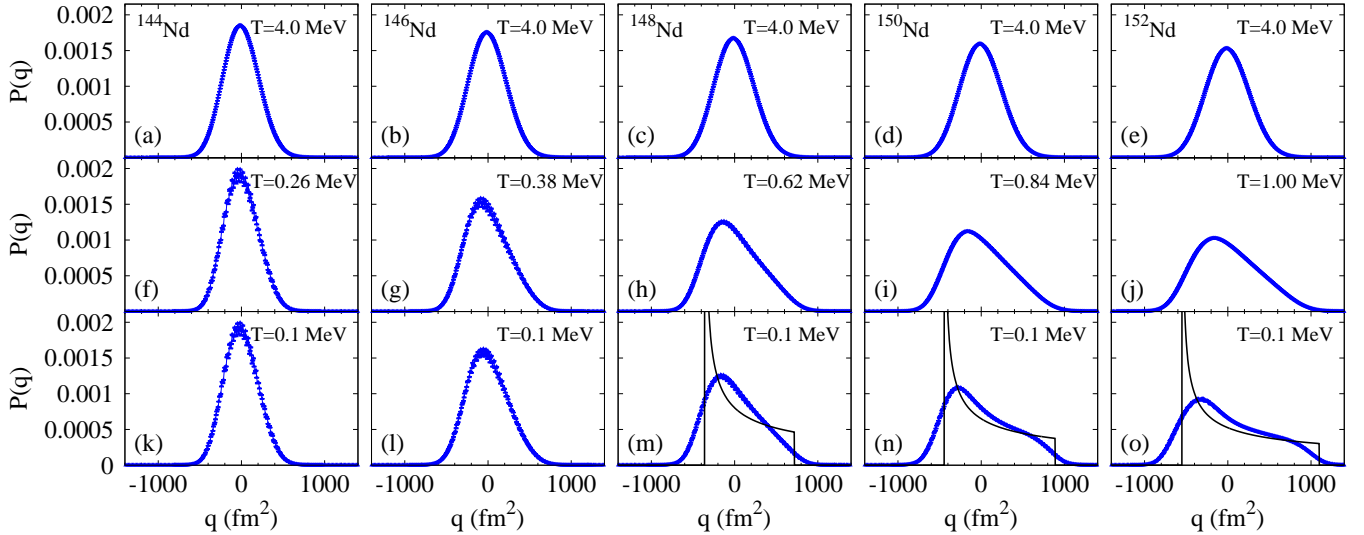 P(q)
0.002
0.0015
0.001
0.0005
¹⁴⁴Nd
T=4.0 MeV
(a)
¹⁴⁶Nd
T=4.0 MeV
(b)
¹⁴⁸Nd
T=4.0 MeV
(c)
¹⁵⁰Nd
T=4.0 MeV
(d)
¹⁵²Nd
T=4.0 MeV
(e)
P(q)
0.002
0.0015
0.001
0.0005
T=0.26 MeV
(f)
T=0.38 MeV
(g)
T=0.62 MeV
(h)
T=0.84 MeV
(i)
T=1.00 MeV
(j)
P(q)
0.002
0.0015
0.001
0.0005
0
T=0.1 MeV
(k)
T=0.1 MeV
(l)
T=0.1 MeV
(m)
T=0.1 MeV
(n)
T=0.1 MeV
(o)
-1000 0 1000
-1000 0 1000
-1000 0 1000
-1000 0 1000
-1000 0 1000
q (fm²)
q (fm²)
q (fm²)
q (fm²)
q (fm²)